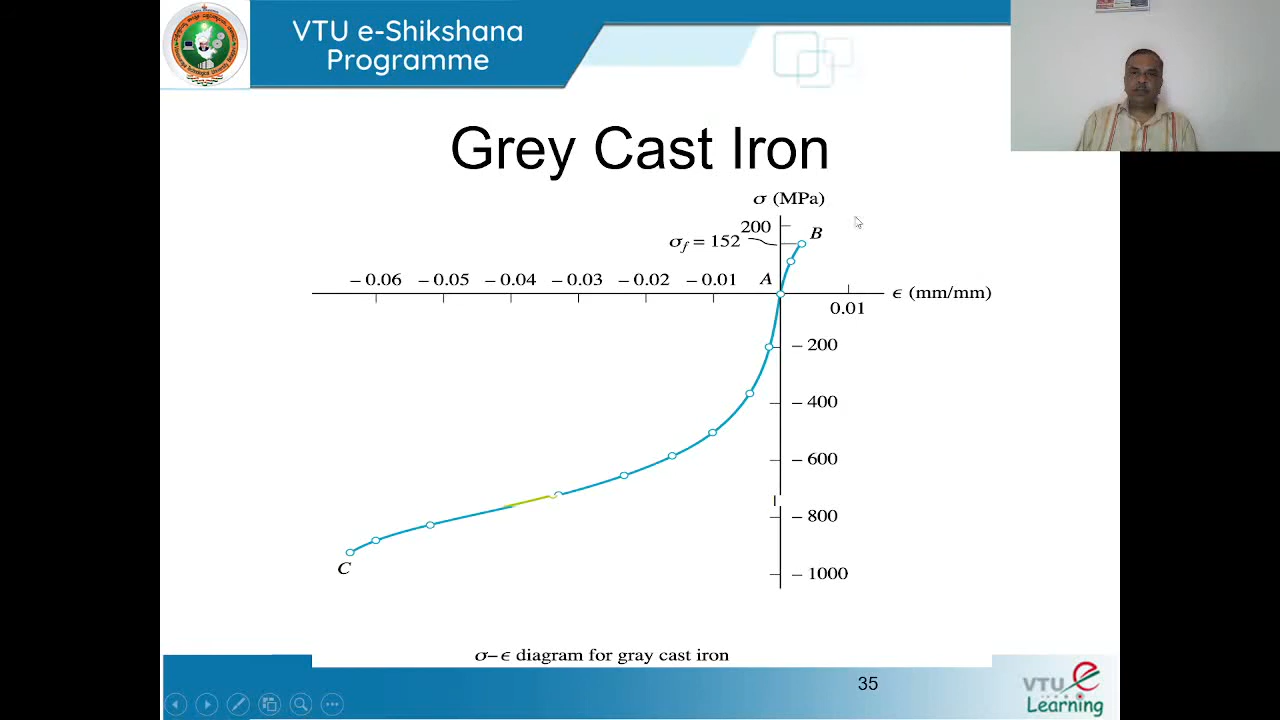 VTU e-Shikshana
Programme
Grey Cast Iron
σ (MPa)
200
B
σf = 152
– 0.06 – 0.05 – 0.04 – 0.03 – 0.02 – 0.01
A
ϵ (mm/mm)
0.01
– 200
– 400
– 600
– 800
– 1000
C
σ–ϵ diagram for gray cast iron
35
VTU e
Learning